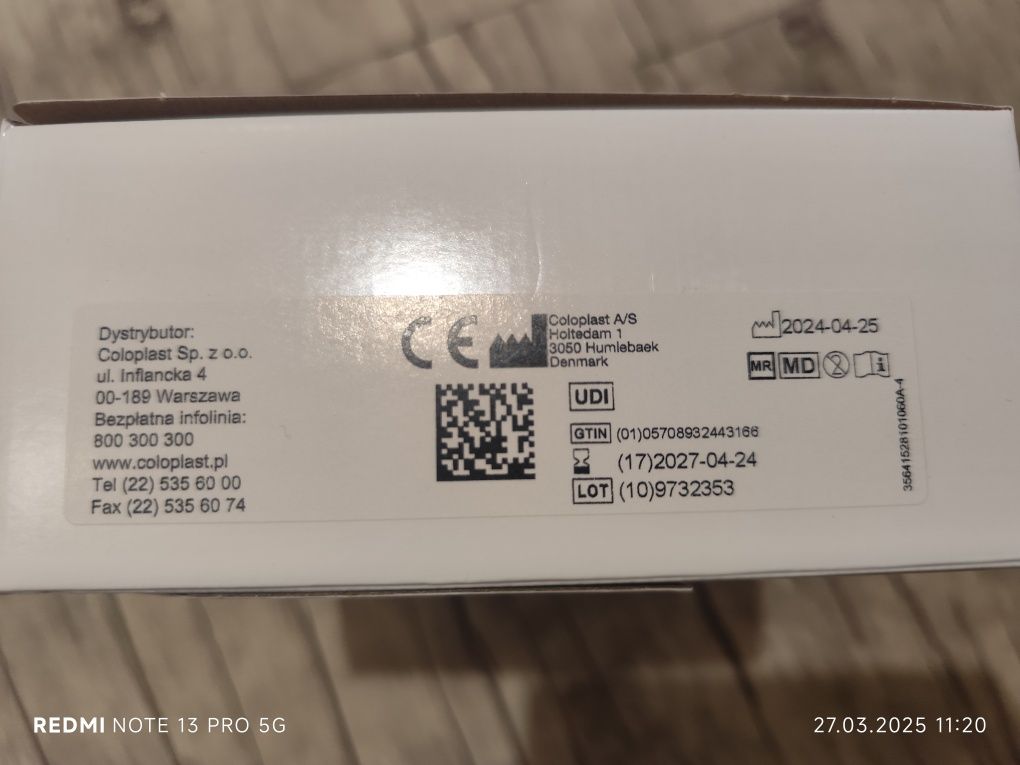 Dystrybutor:
Coloplast Sp. z o.o.
ul. Inflancka 4
00-189 Warszawa
Bezpłatna infolinia:
800 300 300
www.coloplast.pl
Tel (22) 535 60 00
Fax (22) 535 60 74
CE
Coloplast A/S
Holtedam 1
3050 Humlebaek
Denmark
UDI
GTIN (01)05708932443166
(17)2027-04-24
LOT (10)9732353
2024-04-25
MR MD
35641528101060A-4
REDMI NOTE 13 PRO 5G
27.03.2025 11:20